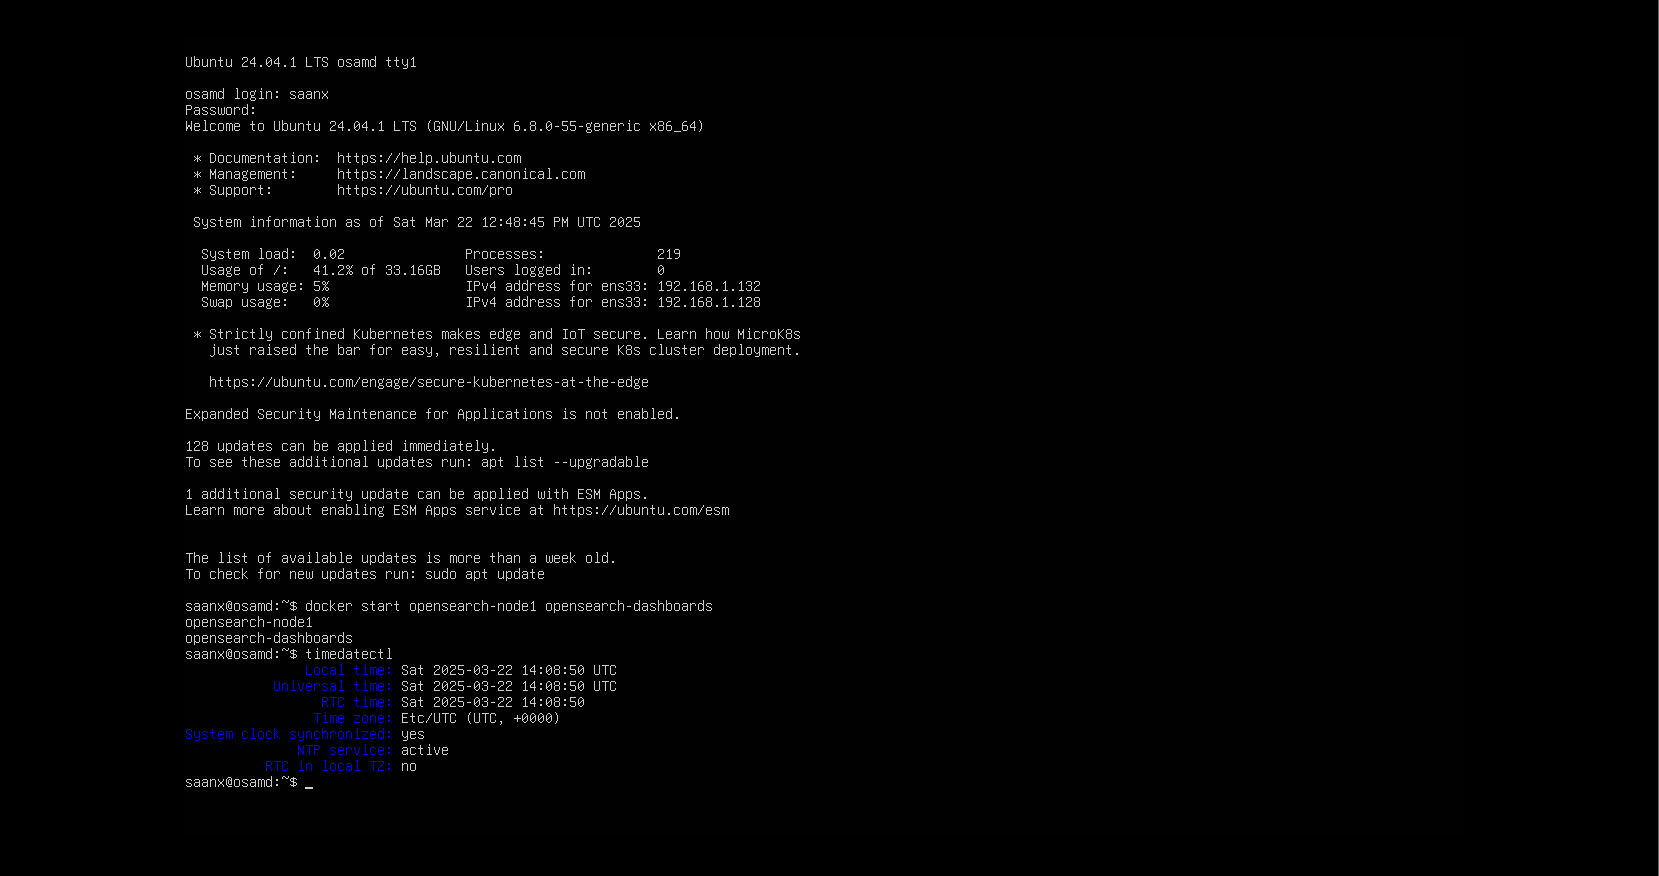 Ubuntu 24.04.1 LTS osamd tty1
osamd login: saanx
Password:
Welcome to Ubuntu 24.04.1 LTS (GNU/Linux 6.8.0-55-generic x86_64)
* Documentation:  https://help.ubuntu.com
* Management:     https://landscape.canonical.com
* Support:        https://ubuntu.com/pro
System information as of Sat Mar 22 12:48:45 PM UTC 2025
System load:  0.02               Processes:              219
Usage of /:   41.2% of 33.16GB   Users logged in:        0
Memory usage: 5%                 IPv4 address for ens33: 192.168.1.132
Swap usage:   0%                 IPv4 address for ens33: 192.168.1.128
* Strictly confined Kubernetes makes edge and IoT secure. Learn how MicroK8s
just raised the bar for easy, resilient and secure K8s cluster deployment.
https://ubuntu.com/engage/secure-kubernetes-at-the-edge
Expanded Security Maintenance for Applications is not enabled.
128 updates can be applied immediately.
To see these additional updates run: apt list --upgradable
1 additional security update can be applied with ESM Apps.
Learn more about enabling ESM Apps service at https://ubuntu.com/esm
The list of available updates is more than a week old.
To check for new updates run: sudo apt update
saanx@osamd:~$ docker start opensearch-node1 opensearch-dashboards
opensearch-node1
opensearch-dashboards
saanx@osamd:~$ timedatectl
Local time: Sat 2025-03-22 14:08:50 UTC
Universal time: Sat 2025-03-22 14:08:50 UTC
RTC time: Sat 2025-03-22 14:08:50
Time zone: Etc/UTC (UTC, +0000)
System clock synchronized: yes
NTP service: active
RTC in local TZ: no
saanx@osamd:~$ _